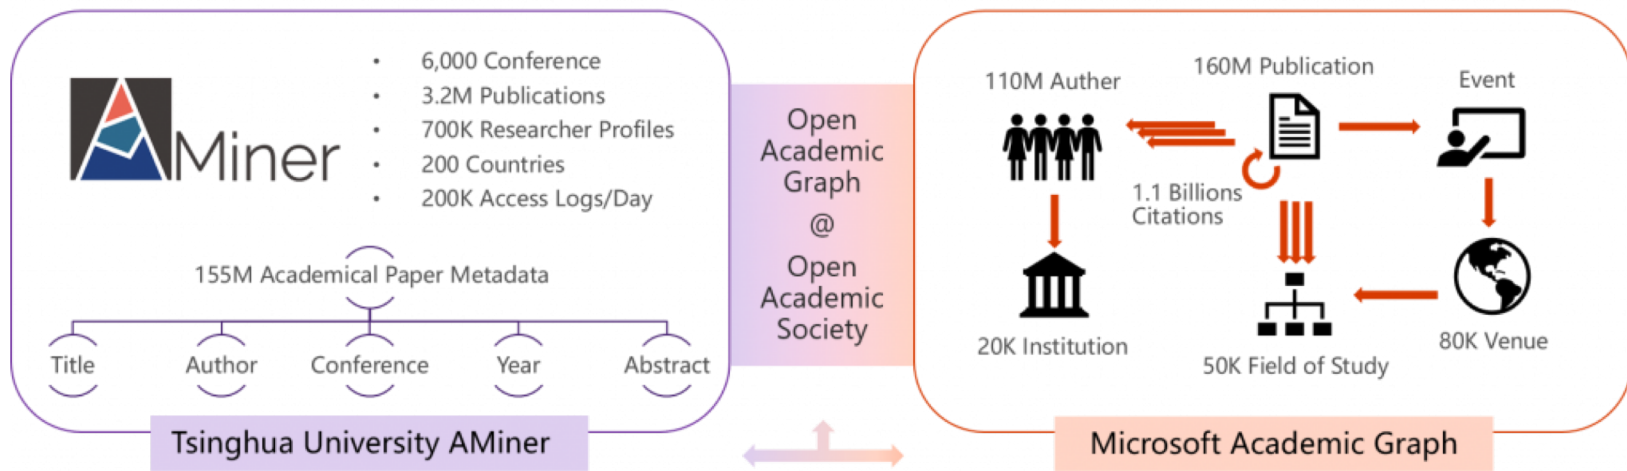 AMiner
6,000 Conference
3.2M Publications
700K Researcher Profiles
200 Countries
200K Access Logs/Day
155M Academical Paper Metadata
Title
Author
Conference
Year
Abstract
Tsinghua University AMiner
Open
Academic
Graph
@
Open
Academic
Society
110M Auther
160M Publication
Event
1.1 Billions
Citations
20K Institution
50K Field of Study
80K Venue
Microsoft Academic Graph